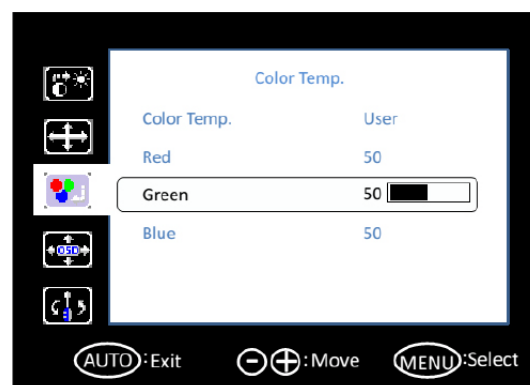 Color Temp.
Color Temp. User
Red 50
Green 50
Blue 50
OSD
AUTO:Exit
MENU:Select
:Move